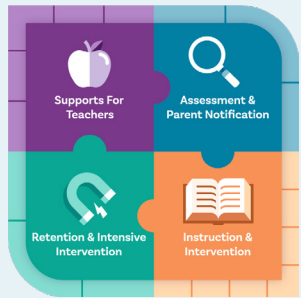 Supports For
Teachers
Assessment &
Parent Notification
Retention & Intensive
Intervention
Instruction &
Intervention